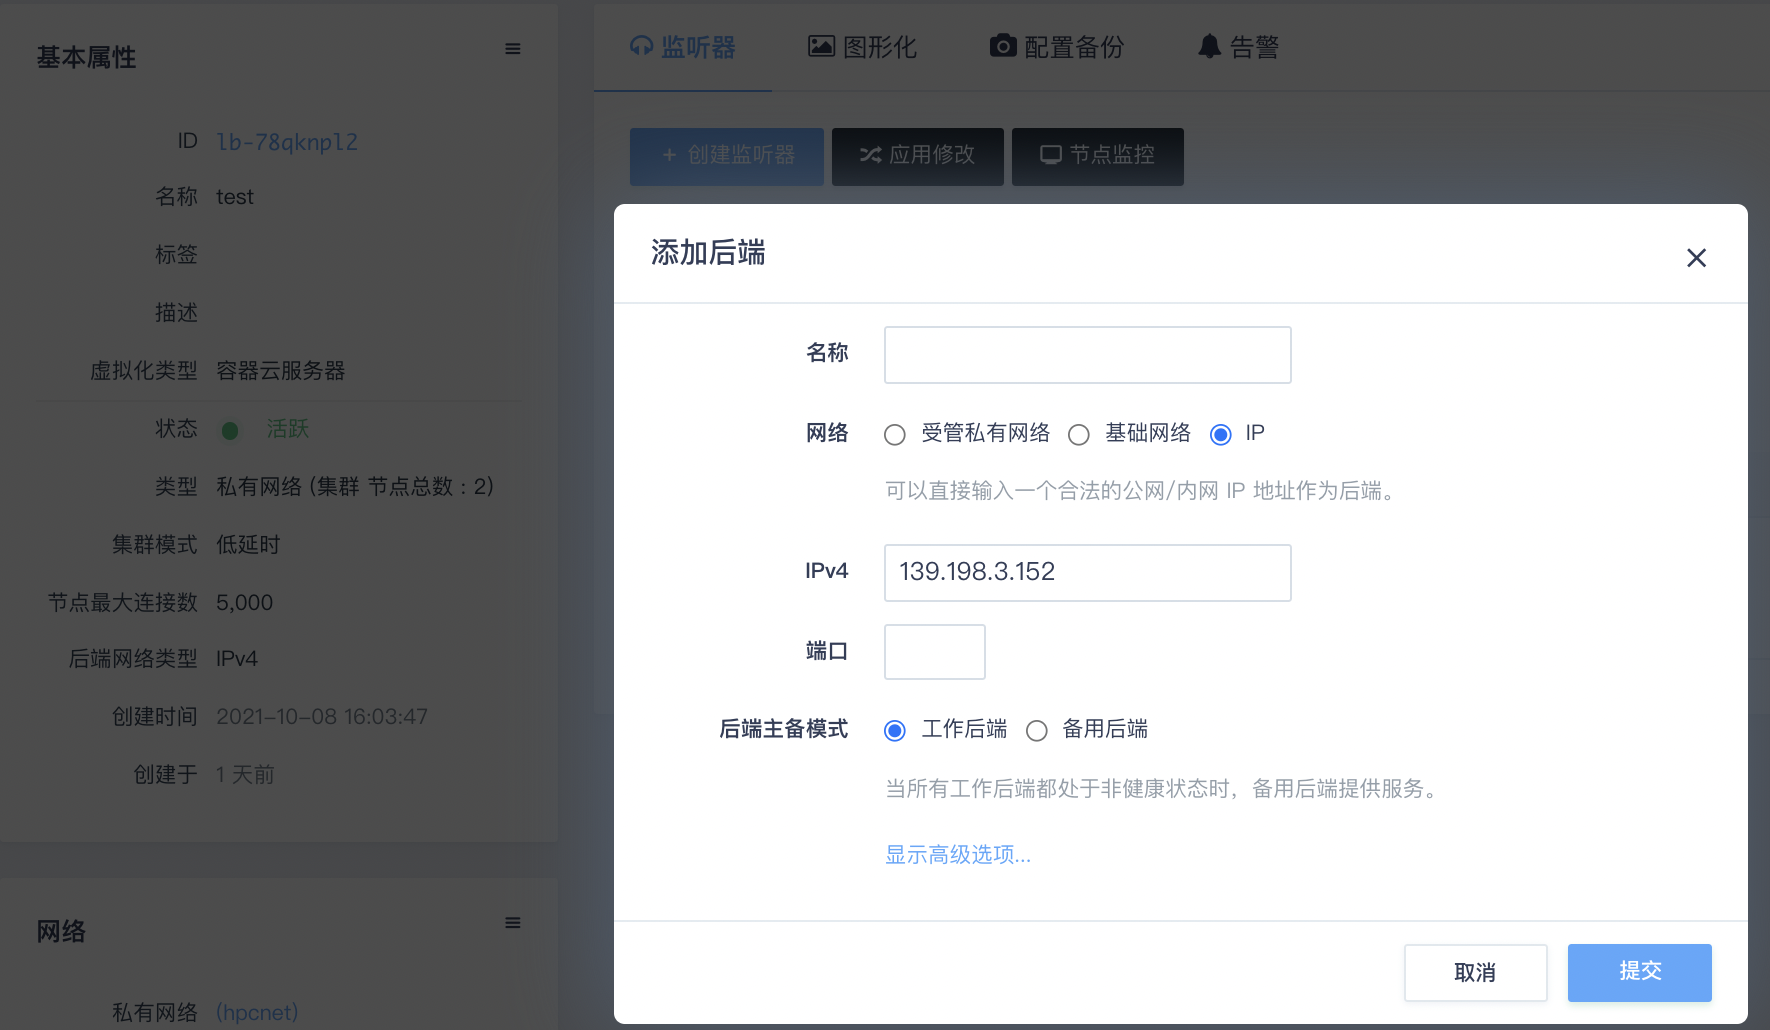 基本属性
ID lb-78qknpl2
名称 test
标签
描述
虚拟化类型 容器云服务器
状态 活跃
类型 私有网络 (集群 节点总数：2)
集群模式 低延时
节点最大连接数 5,000
后端网络类型 IPv4
创建时间 2021-10-08 16:03:47
创建于 1 天前
网络
私有网络 (hpcnet)
监听器 图形化 配置备份 告警
+ 创建监听器 应用修改 节点监控
添加后端
名称
网络 受管私有网络 基础网络 IP
可以直接输入一个合法的公网/内网 IP 地址作为后端。
IPv4 139.198.3.152
端口
后端主备模式 工作后端 备用后端
当所有工作后端都处于非健康状态时，备用后端提供服务。
显示高级选项...
取消 提交